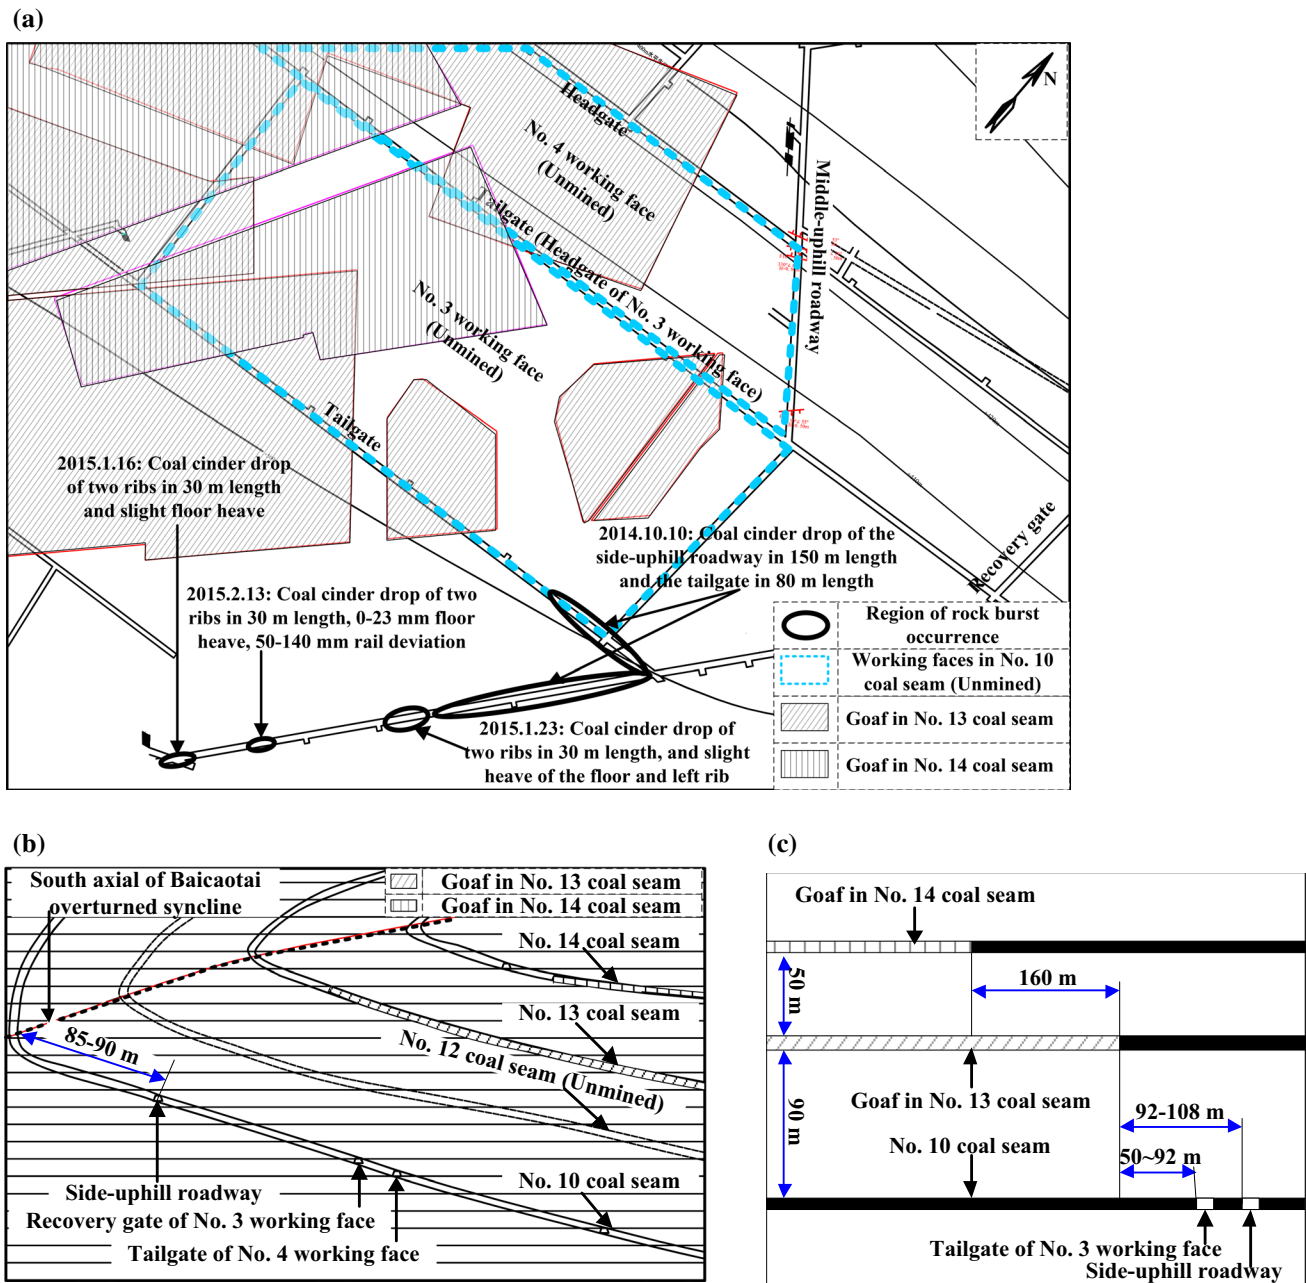 (a)
N
Headgate
No. 4 working face
(Unmined)
Middle-uphill roadway
Tailgate (Headgate of No. 3 working face)
No. 3 working face
(Unmined)
Tailgate
2015.1.16: Coal cinder drop
of two ribs in 30 m length
and slight floor heave
2014.10.10: Coal cinder drop of the
side-uphill roadway in 150 m length
and the tailgate in 80 m length
Recovery gate
2015.2.13: Coal cinder drop of two
ribs in 30 m length, 0-23 mm floor
heave, 50-140 mm rail deviation
2015.1.23: Coal cinder drop of
two ribs in 30 m length, and slight
heave of the floor and left rib
Region of rock burst
occurrence
Working faces in No. 10
coal seam (Unmined)
Goaf in No. 13 coal seam
Goaf in No. 14 coal seam
(b)
South axial of Baicaotai
overturned syncline
Goaf in No. 13 coal seam
Goaf in No. 14 coal seam
No. 14 coal seam
No. 13 coal seam
No. 12 coal seam (Unmined)
85-90 m
Side-uphill roadway
Recovery gate of No. 3 working face
Tailgate of No. 4 working face
No. 10 coal seam
(c)
Goaf in No. 14 coal seam
50 m
160 m
Goaf in No. 13 coal seam
90 m
92-108 m
No. 10 coal seam
50~92 m
Tailgate of No. 3 working face
Side-uphill roadway